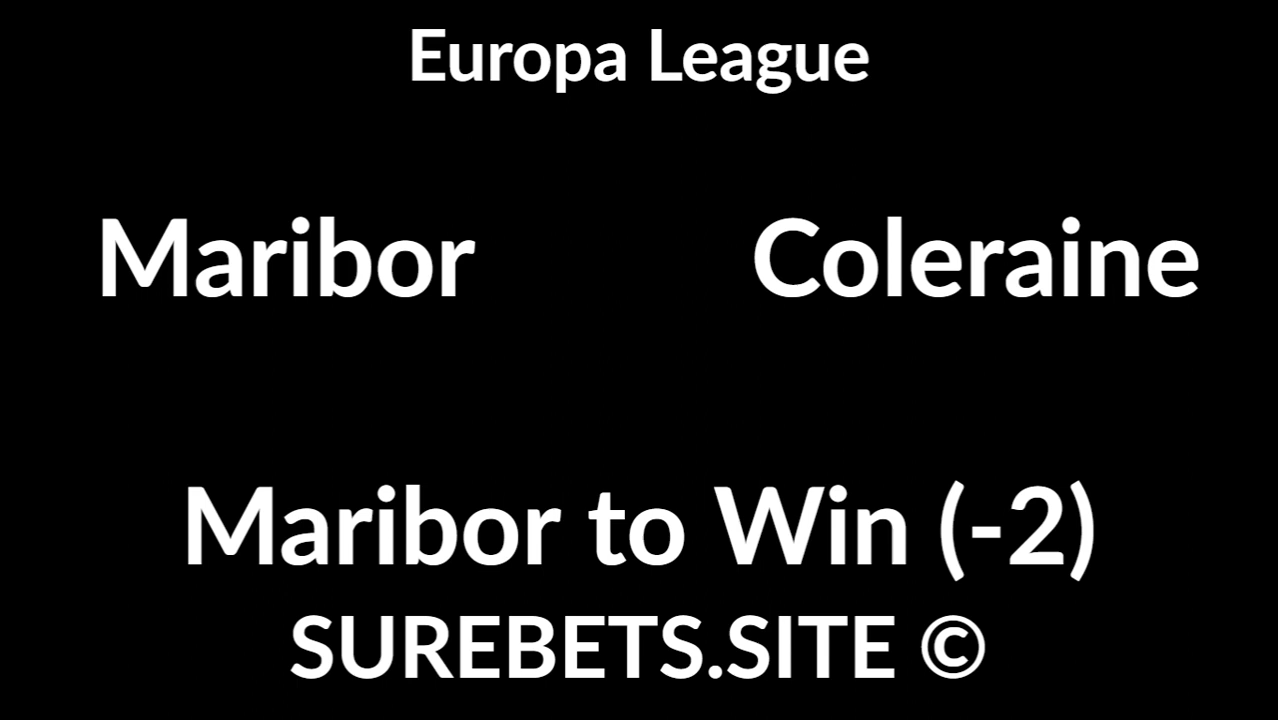 Europa League
Maribor Coleraine
Maribor to Win (-2)
SUREBETS.SITE ©